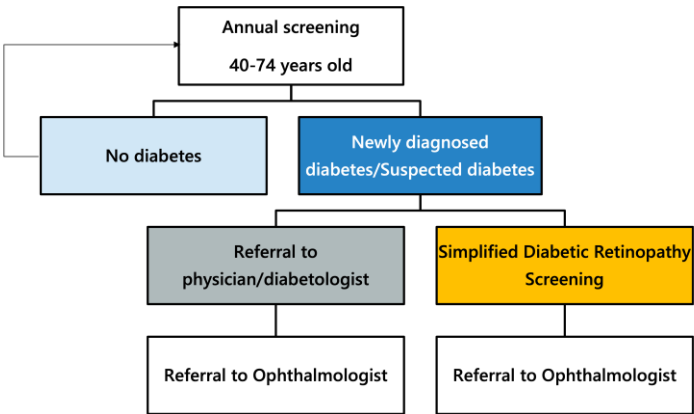 Annual screening
40-74 years old
No diabetes
Newly diagnosed
diabetes/Suspected diabetes
Referral to
physician/diabetologist
Simplified Diabetic Retinopathy
Screening
Referral to Ophthalmologist
Referral to Ophthalmologist